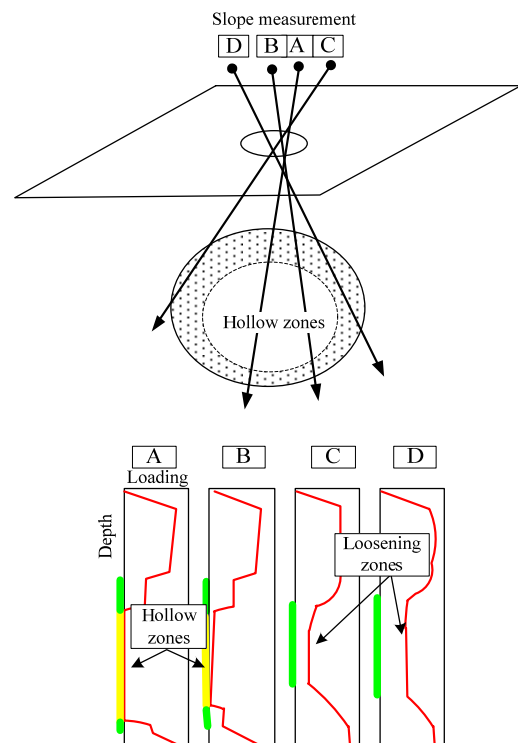 Slope measurement
D B A C
Hollow zones
A B C D
Loading
Depth
Hollow
zones
Loosening
zones